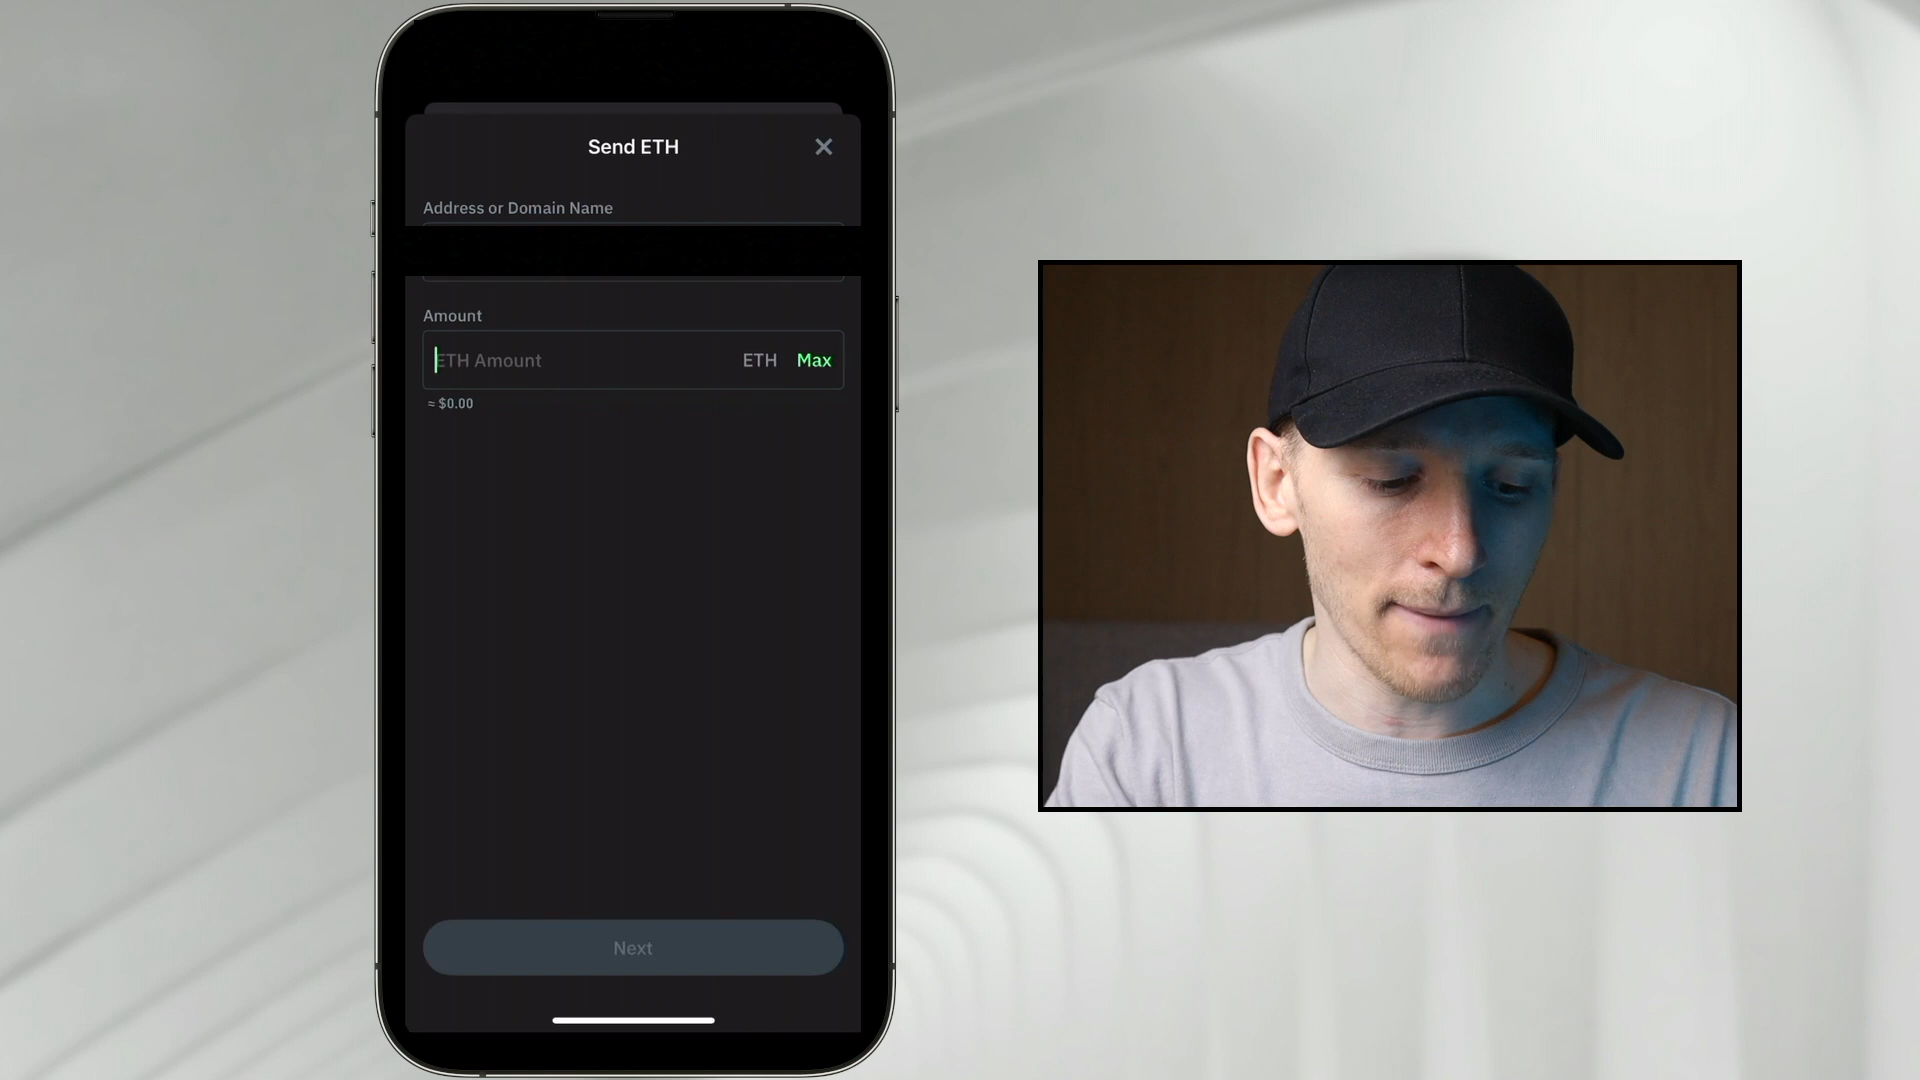 Send ETH
Address or Domain Name
Amount
ETH Amount ETH Max
≈ $0.00
Next